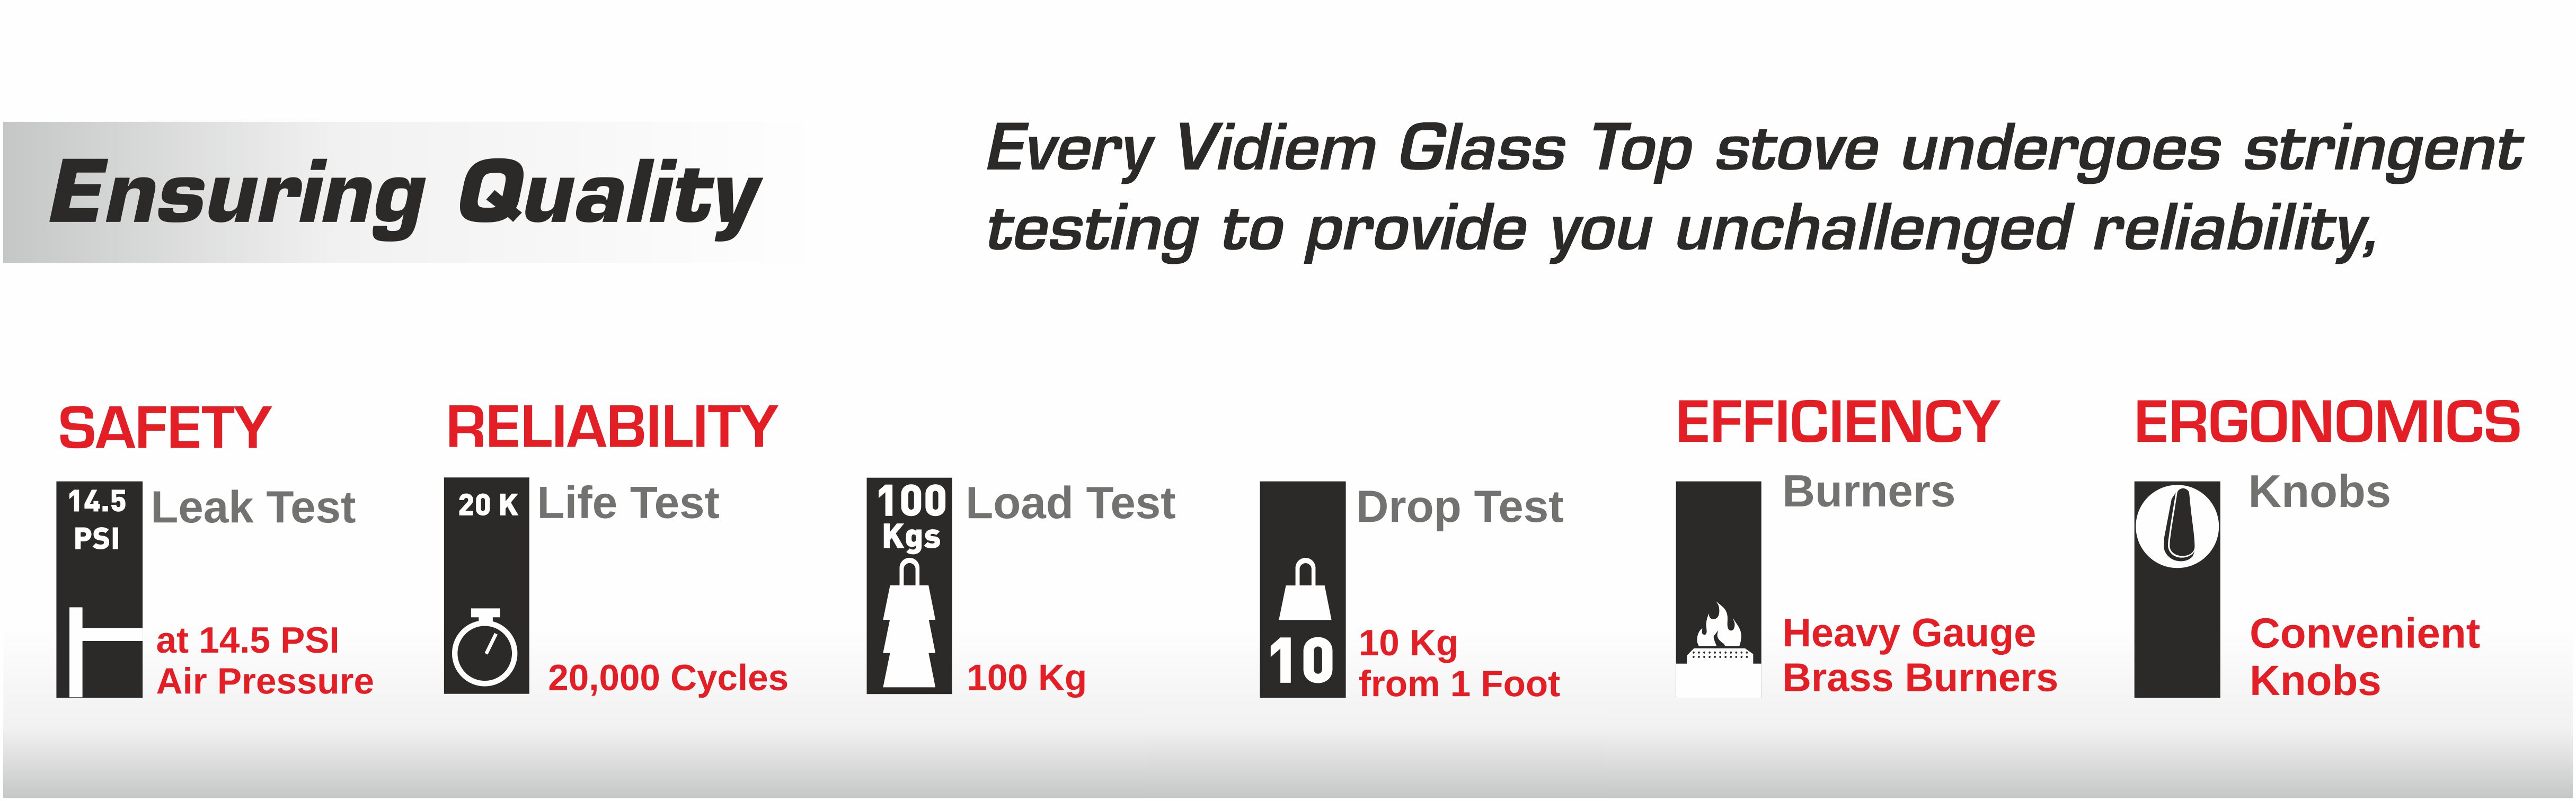 Ensuring Quality
Every Vidiem Glass Top stove undergoes stringent
testing to provide you unchallenged reliability,
SAFETY
14.5
PSI
Leak Test
at 14.5 PSI
Air Pressure
RELIABILITY
20 K
Life Test
20,000 Cycles
100
Kgs
Load Test
100 Kg
Drop Test
10
10 Kg
from 1 Foot
EFFICIENCY
Burners
Heavy Gauge
Brass Burners
ERGONOMICS
Knobs
Convenient
Knobs